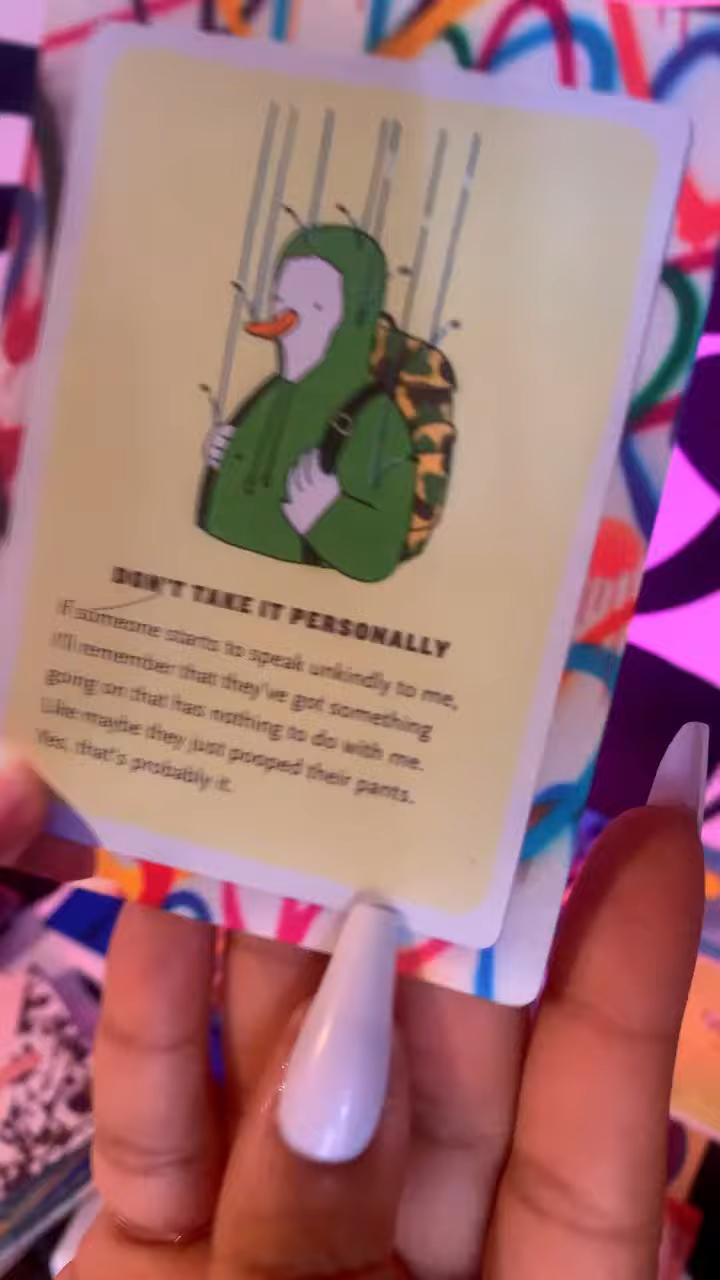 DON'T TAKE IT PERSONALLY
If someone starts to speak unkindly to me,
I'll remember that they've got something
going on that has nothing to do with me.
Like maybe they just pooped their pants.
Yes, that's probably it.